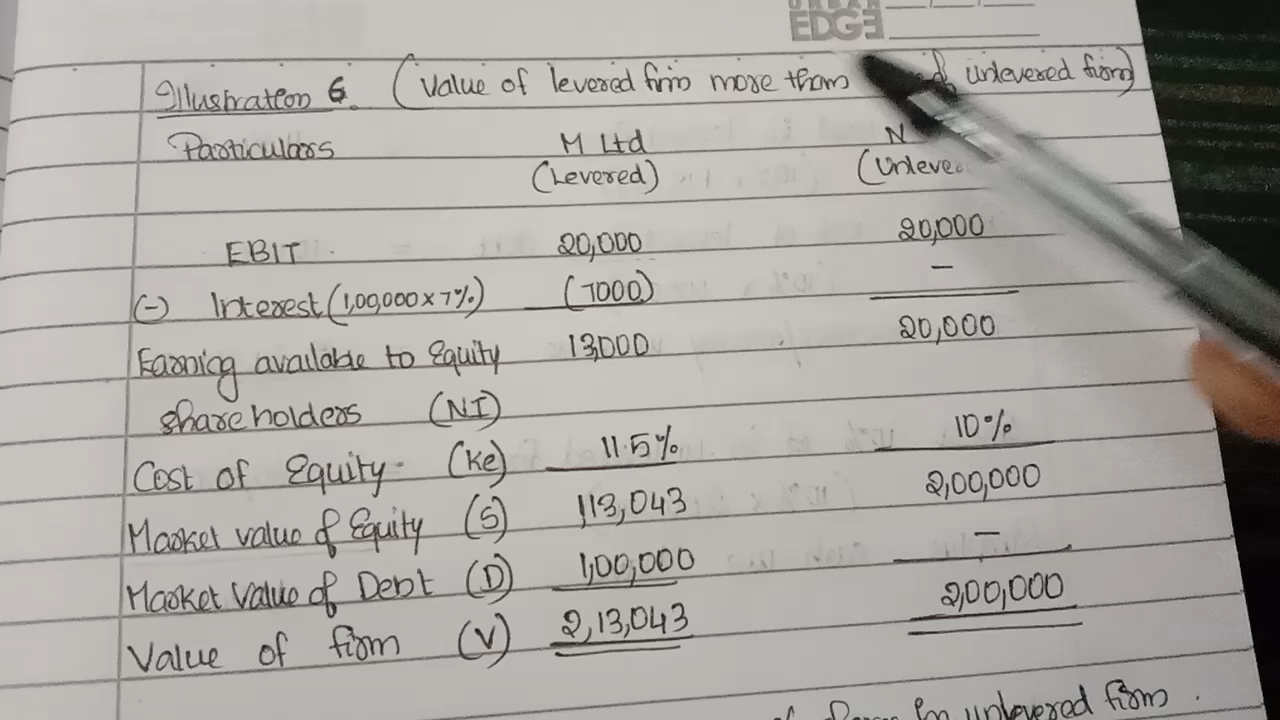 EDGE
Illustration 6. (Value of levered firm more than of unlevered firm)
Particulars M Ltd N
(Levered) (Unleve
EBIT 20,000 20,000
(-) Interest (1,00,000 x 7%) (7000) -
Earning available to Equity 13,000 20,000
shareholders (NI)
Cost of Equity (Ke) 11.5% 10%
Market value of Equity (S) 113,043 2,00,000
Market value of Debt (D) 1,00,000 -
Value of firm (V) 2,13,043 2,00,000
in unlevered firm.